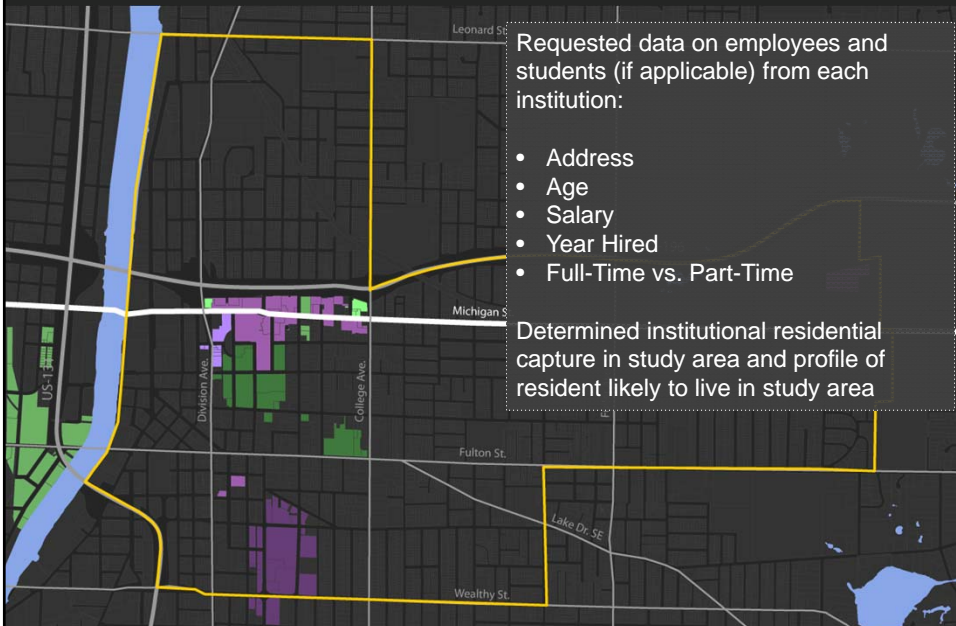 Leonard St
Requested data on employees and
students (if applicable) from each
institution:
• Address
• Age
• Salary
• Year Hired
• Full-Time vs. Part-Time
Determined institutional residential
capture in study area and profile of
resident likely to live in study area
Michigan S
US-131
Division Ave.
College Ave.
Fulton St.
Lake Dr. SE
Wealthy St.